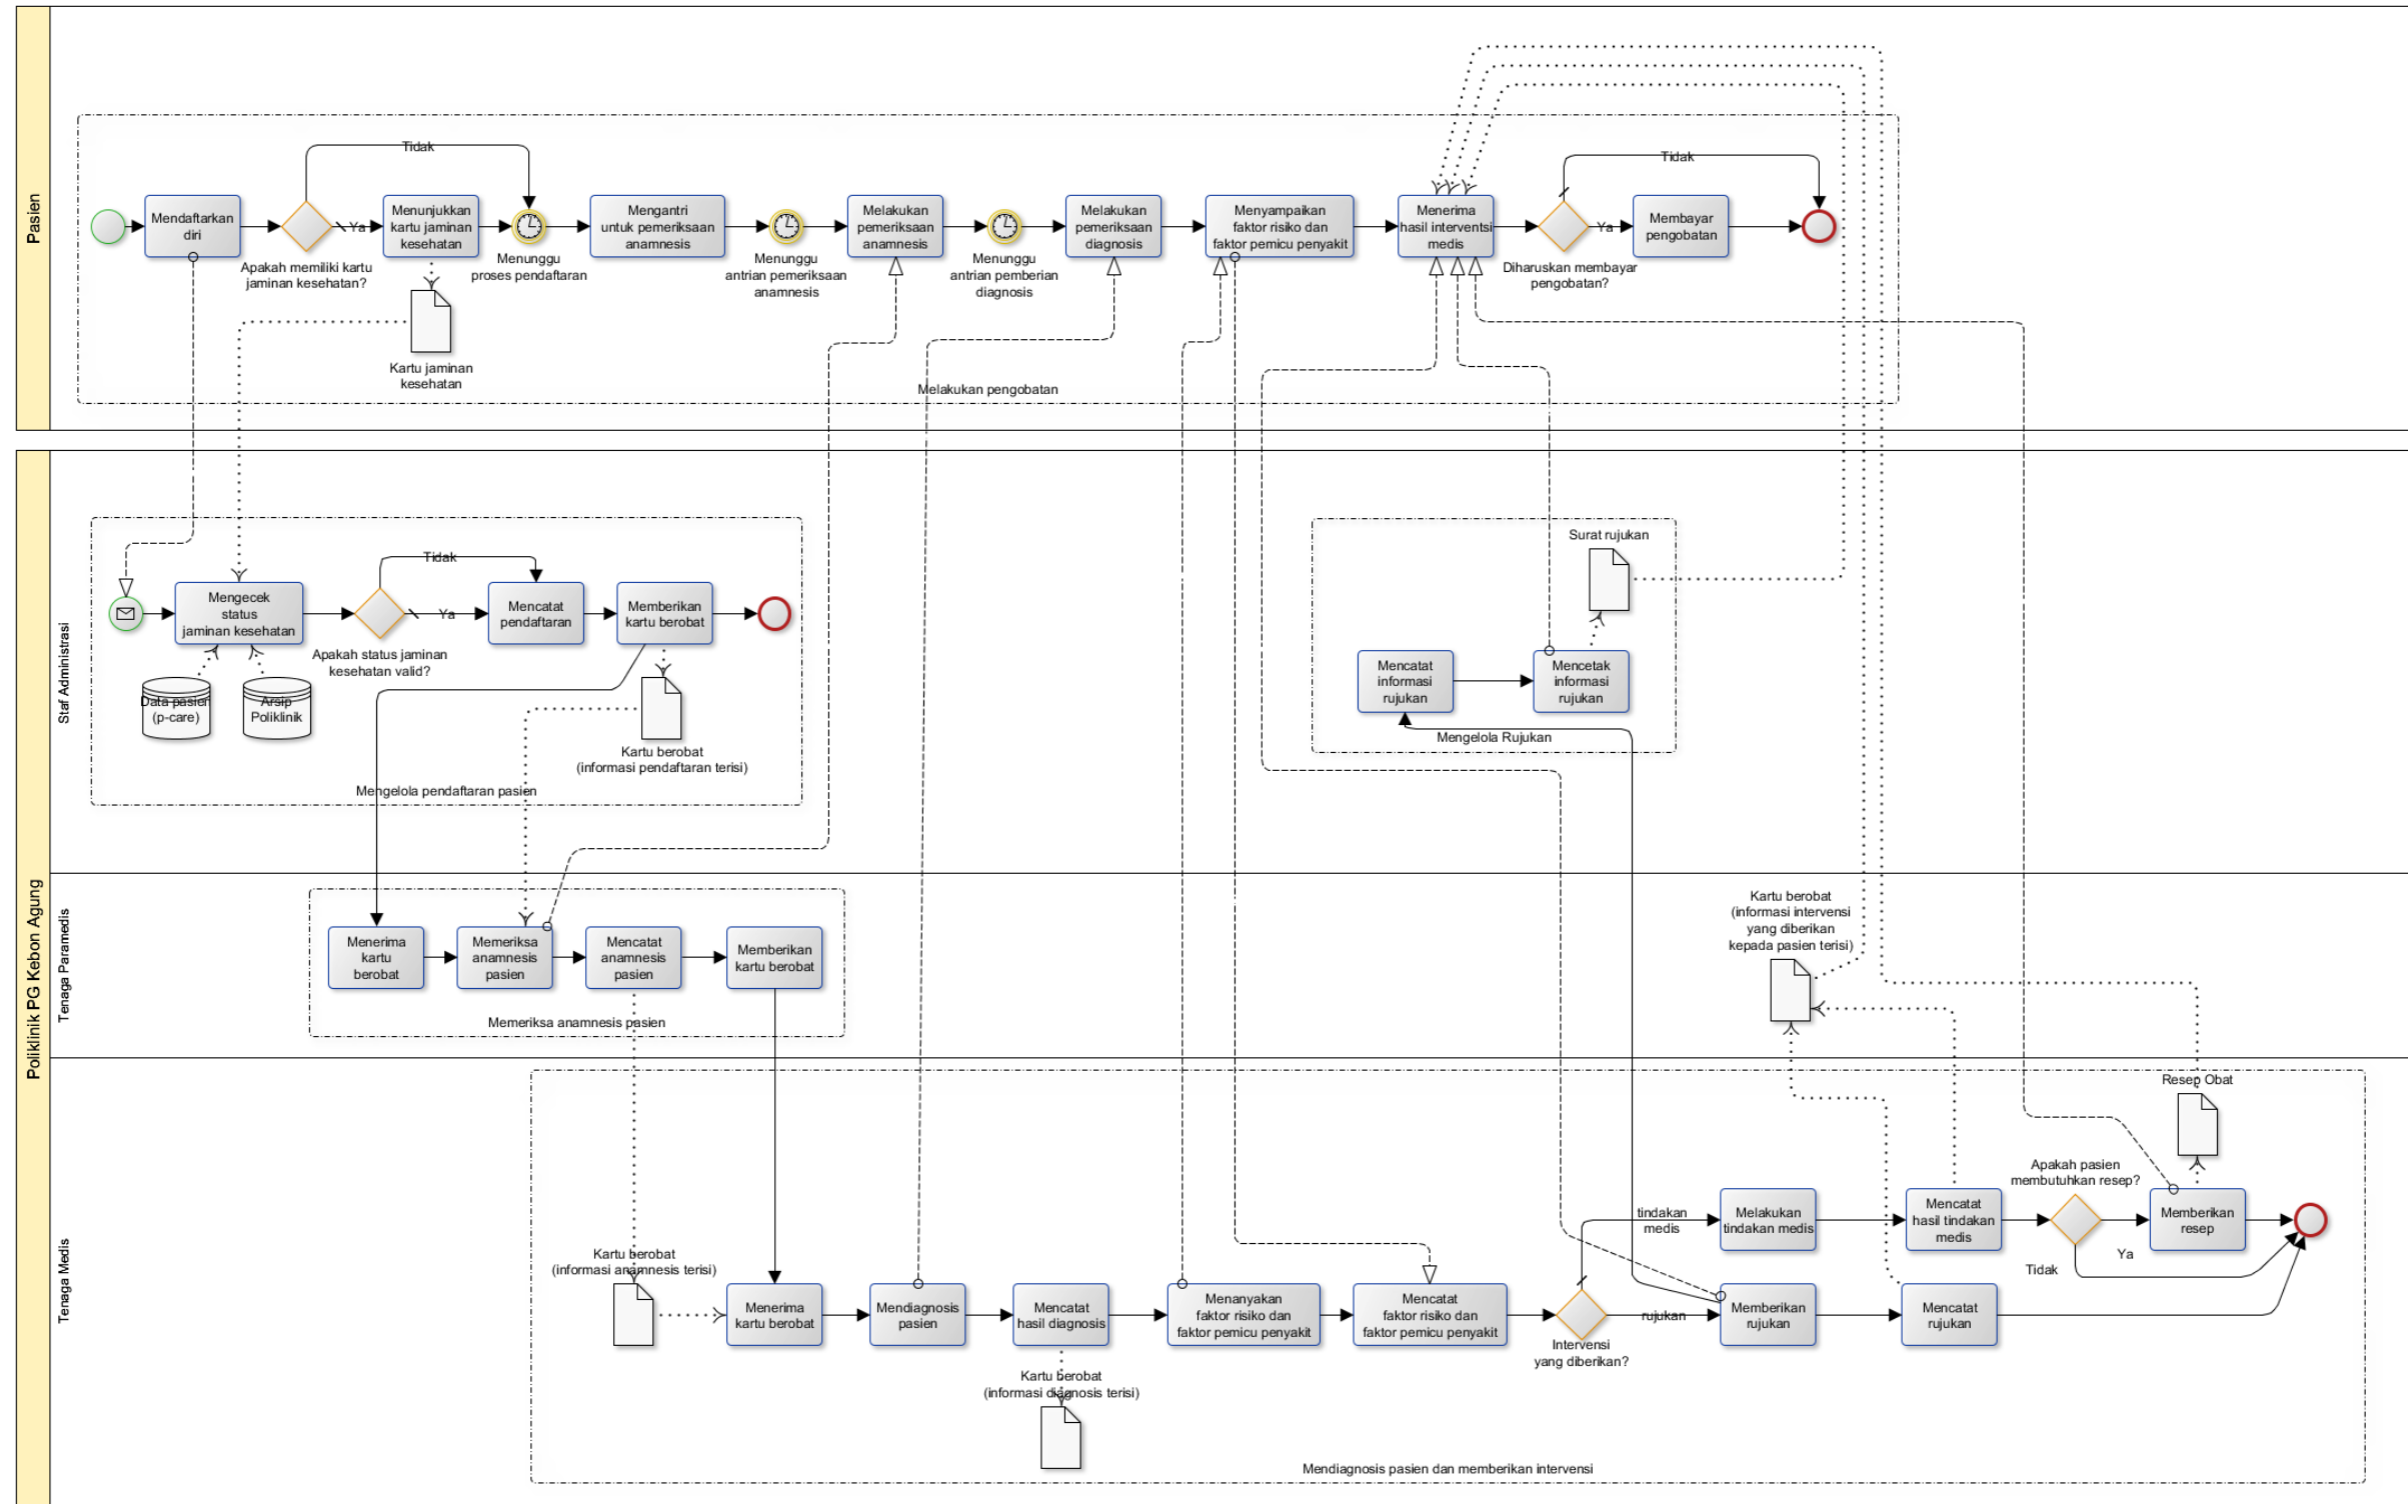 Pasien
Tidak
Tidak
Mendaftarkan
diri
Ya
Menunjukkan
kartu jaminan
kesehatan
Mengantri
untuk pemeriksaan
anamnesis
Melakukan
pemeriksaan
anamnesis
Melakukan
pemeriksaan
diagnosis
Menyampaikan
faktor risiko dan
faktor pemicu penyakit
Menerima
hasil interventsi
medis
Ya
Membayar
pengobatan
Apakah memiliki kartu
jaminan kesehatan?
Menunggu
proses pendaftaran
Menunggu
antrian pemeriksaan
anamnesis
Menunggu
antrian pemberian
diagnosis
Diharuskan membayar
pengobatan?
Kartu jaminan
kesehatan
Melakukan pengobatan
Poliklinik PG Kebon Agung
Staf Administrasi
Tidak
Mengecek
status
jaminan kesehatan
Ya
Mencatat
pendaftaran
Memberikan
kartu berobat
Apakah status jaminan
kesehatan valid?
Data pasien
(p-care)
Arsip
Poliklinik
Kartu berobat
(informasi pendaftaran terisi)
Mengelola pendaftaran pasien
Surat rujukan
Mencatat
informasi
rujukan
Mencetak
informasi
rujukan
Mengelola Rujukan
Tenaga Paramedis
Menerima
kartu
berobat
Memeriksa
anamnesis
pasien
Mencatat
anamnesis
pasien
Memberikan
kartu berobat
Memeriksa anamnesis pasien
Kartu berobat
(informasi intervensi
yang diberikan
kepada pasien terisi)
Tenaga Medis
Resep Obat
Apakah pasien
membutuhkan resep?
tindakan
medis
Melakukan
tindakan medis
Mencatat
hasil tindakan
medis
Memberikan
resep
Ya
Tidak
Kartu berobat
(informasi anamnesis terisi)
Menerima
kartu berobat
Mendiagnosis
pasien
Mencatat
hasil diagnosis
Menanyakan
faktor risiko dan
faktor pemicu penyakit
Mencatat
faktor risiko dan
faktor pemicu penyakit
rujukan
Memberikan
rujukan
Mencatat
rujukan
Intervensi
yang diberikan?
Kartu berobat
(informasi diagnosis terisi)
Mendiagnosis pasien dan memberikan intervensi